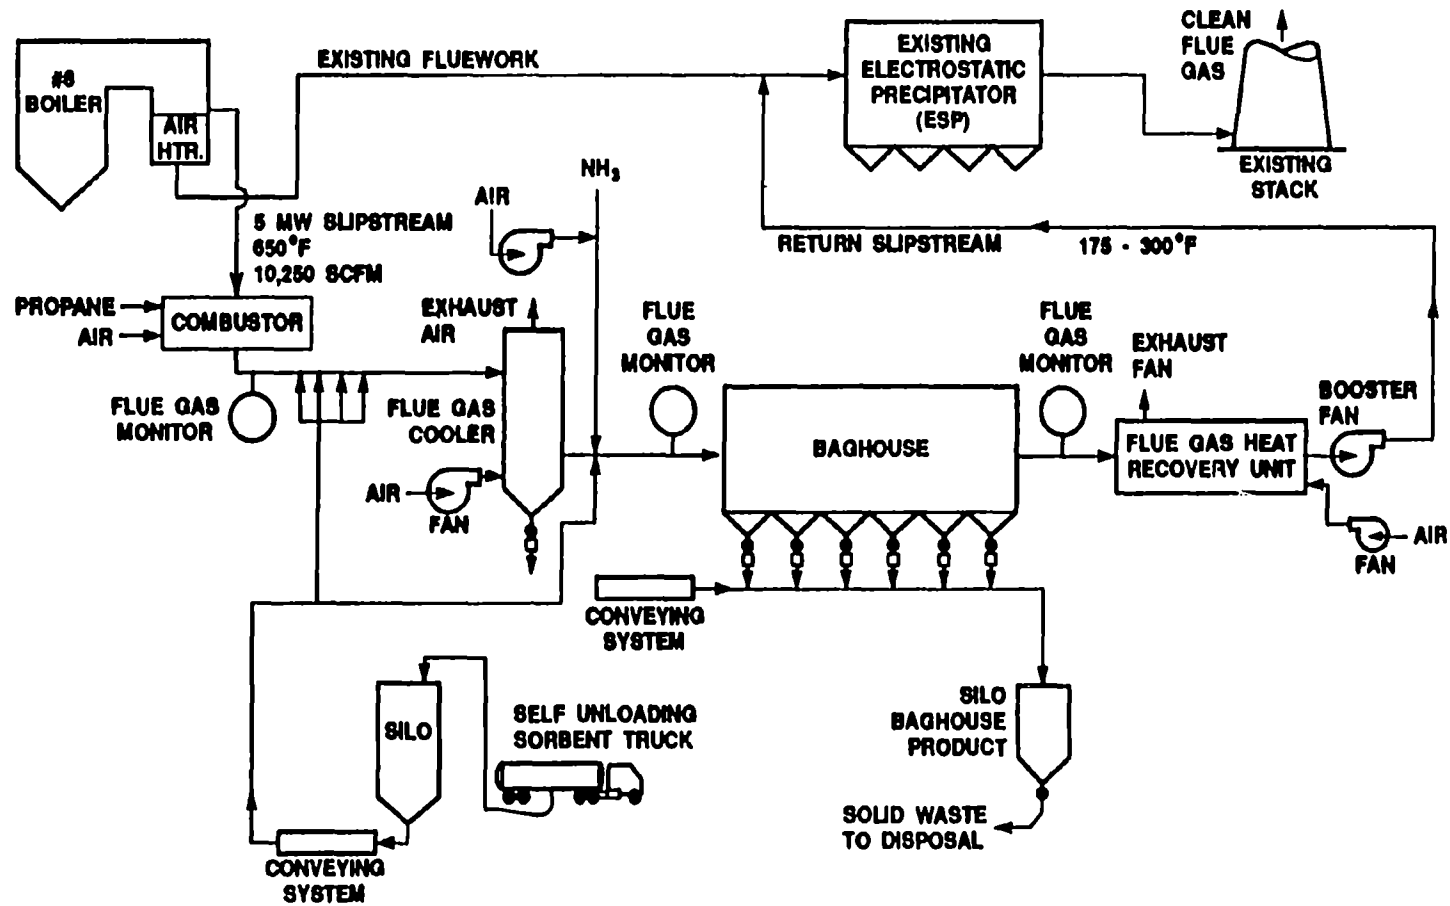 #8
BOILER
AIR
HTR.
EXISTING FLUEWORK
EXISTING
ELECTROSTATIC
PRECIPITATOR
(ESP)
CLEAN
FLUE
GAS
EXISTING
STACK
NH₃
AIR
5 MW SLIPSTREAM
650°F
10,250 SCFM
RETURN SLIPSTREAM
175 - 300°F
PROPANE
AIR
COMBUSTOR
EXHAUST
AIR
FLUE
GAS
MONITOR
FLUE
GAS
MONITOR
EXHAUST
FAN
BOOSTER
FAN
FLUE GAS
MONITOR
FLUE GAS
COOLER
BAGHOUSE
FLUE GAS HEAT
RECOVERY UNIT
AIR
FAN
AIR
FAN
CONVEYING
SYSTEM
SILO
SELF UNLOADING
SORBENT TRUCK
SILO
BAGHOUSE
PRODUCT
SOLID WASTE
TO DISPOSAL
CONVEYING
SYSTEM